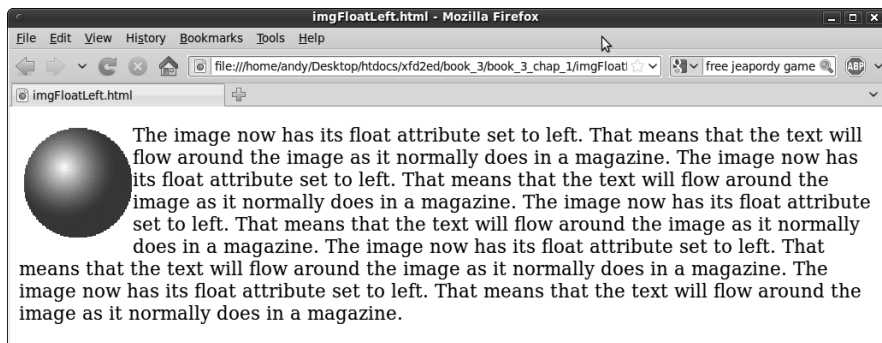 imgFloatLeft.html - Mozilla Firefox
File Edit View History Bookmarks Tools Help
file:///home/andy/Desktop/htdocs/xfd2ed/book_3/book_3_chap_1/imgFloatl free jeapordy game ABP
imgFloatLeft.html
The image now has its float attribute set to left. That means that the text will
flow around the image as it normally does in a magazine. The image now has
its float attribute set to left. That means that the text will flow around the
image as it normally does in a magazine. The image now has its float attribute
set to left. That means that the text will flow around the image as it normally
does in a magazine. The image now has its float attribute set to left. That
means that the text will flow around the image as it normally does in a magazine. The
image now has its float attribute set to left. That means that the text will flow around the
image as it normally does in a magazine.